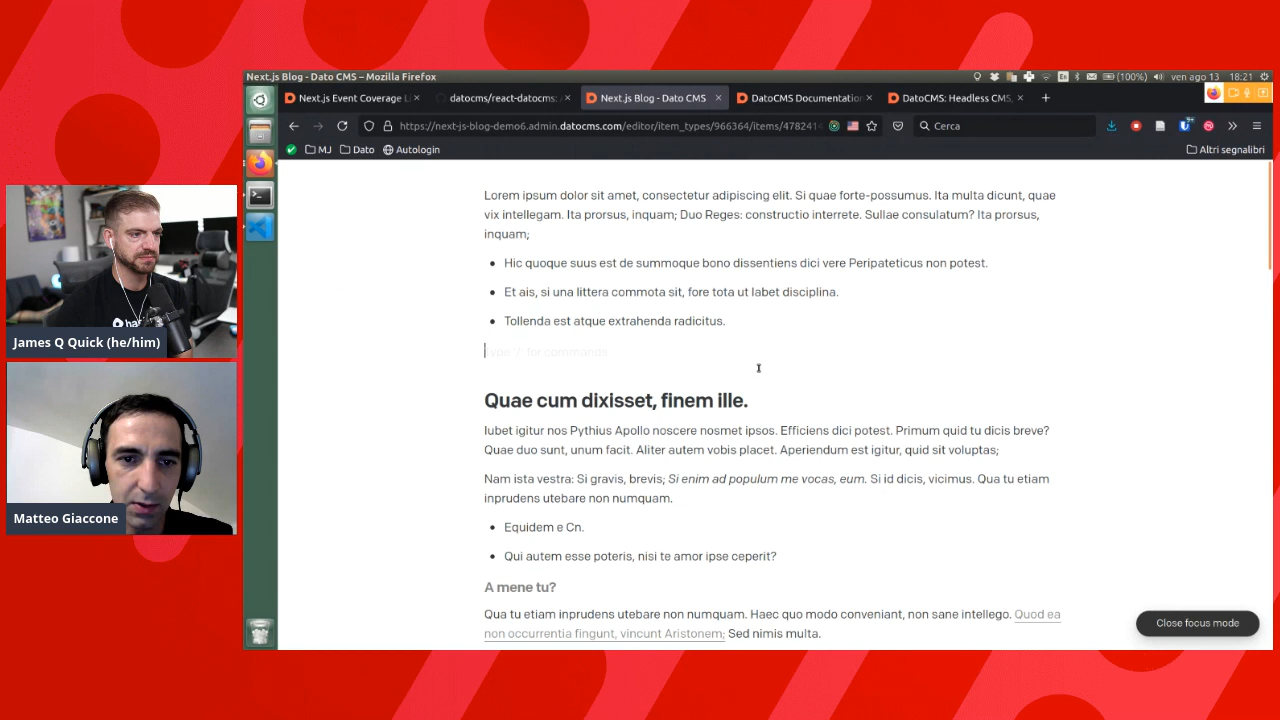 Next.js Blog - Dato CMS – Mozilla Firefox
En
(100%)
ven ago 13
18:21
Next.js Event Coverage L
datocms/react-datocms:
Next.js Blog - Dato CMS
DatoCMS Documentation
DatoCMS: Headless CMS,
https://next-js-blog-demo6.admin.datocms.com/editor/item_types/966364/items/478241
Cerca
MJ
Dato
Autologin
Altri segnalibri
Lorem ipsum dolor sit amet, consectetur adipiscing elit. Si quae forte-possumus. Ita multa dicunt, quae
vix intellegam. Ita prorsus, inquam; Duo Reges: constructio interrete. Sullae consulatum? Ita prorsus,
inquam;
• Hic quoque suus est de summoque bono dissentiens dici vere Peripateticus non potest.
• Et ais, si una littera commota sit, fore tota ut labet disciplina.
• Tollenda est atque extrahenda radicitus.
Type '/' for commands
Quae cum dixisset, finem ille.
Iubet igitur nos Pythius Apollo noscere nosmet ipsos. Efficiens dici potest. Primum quid tu dicis breve?
Quae duo sunt, unum facit. Aliter autem vobis placet. Aperiendum est igitur, quid sit voluptas;
Nam ista vestra: Si gravis, brevis; Si enim ad populum me vocas, eum. Si id dicis, vicimus. Qua tu etiam
inprudens utebare non numquam.
• Equidem e Cn.
• Qui autem esse poteris, nisi te amor ipse ceperit?
A mene tu?
Qua tu etiam inprudens utebare non numquam. Haec quo modo conveniant, non sane intellego. Quod ea
non occurrentia fingunt, vincunt Aristonem; Sed nimis multa.
Close focus mode
James Q Quick (he/him)
Matteo Giaccone